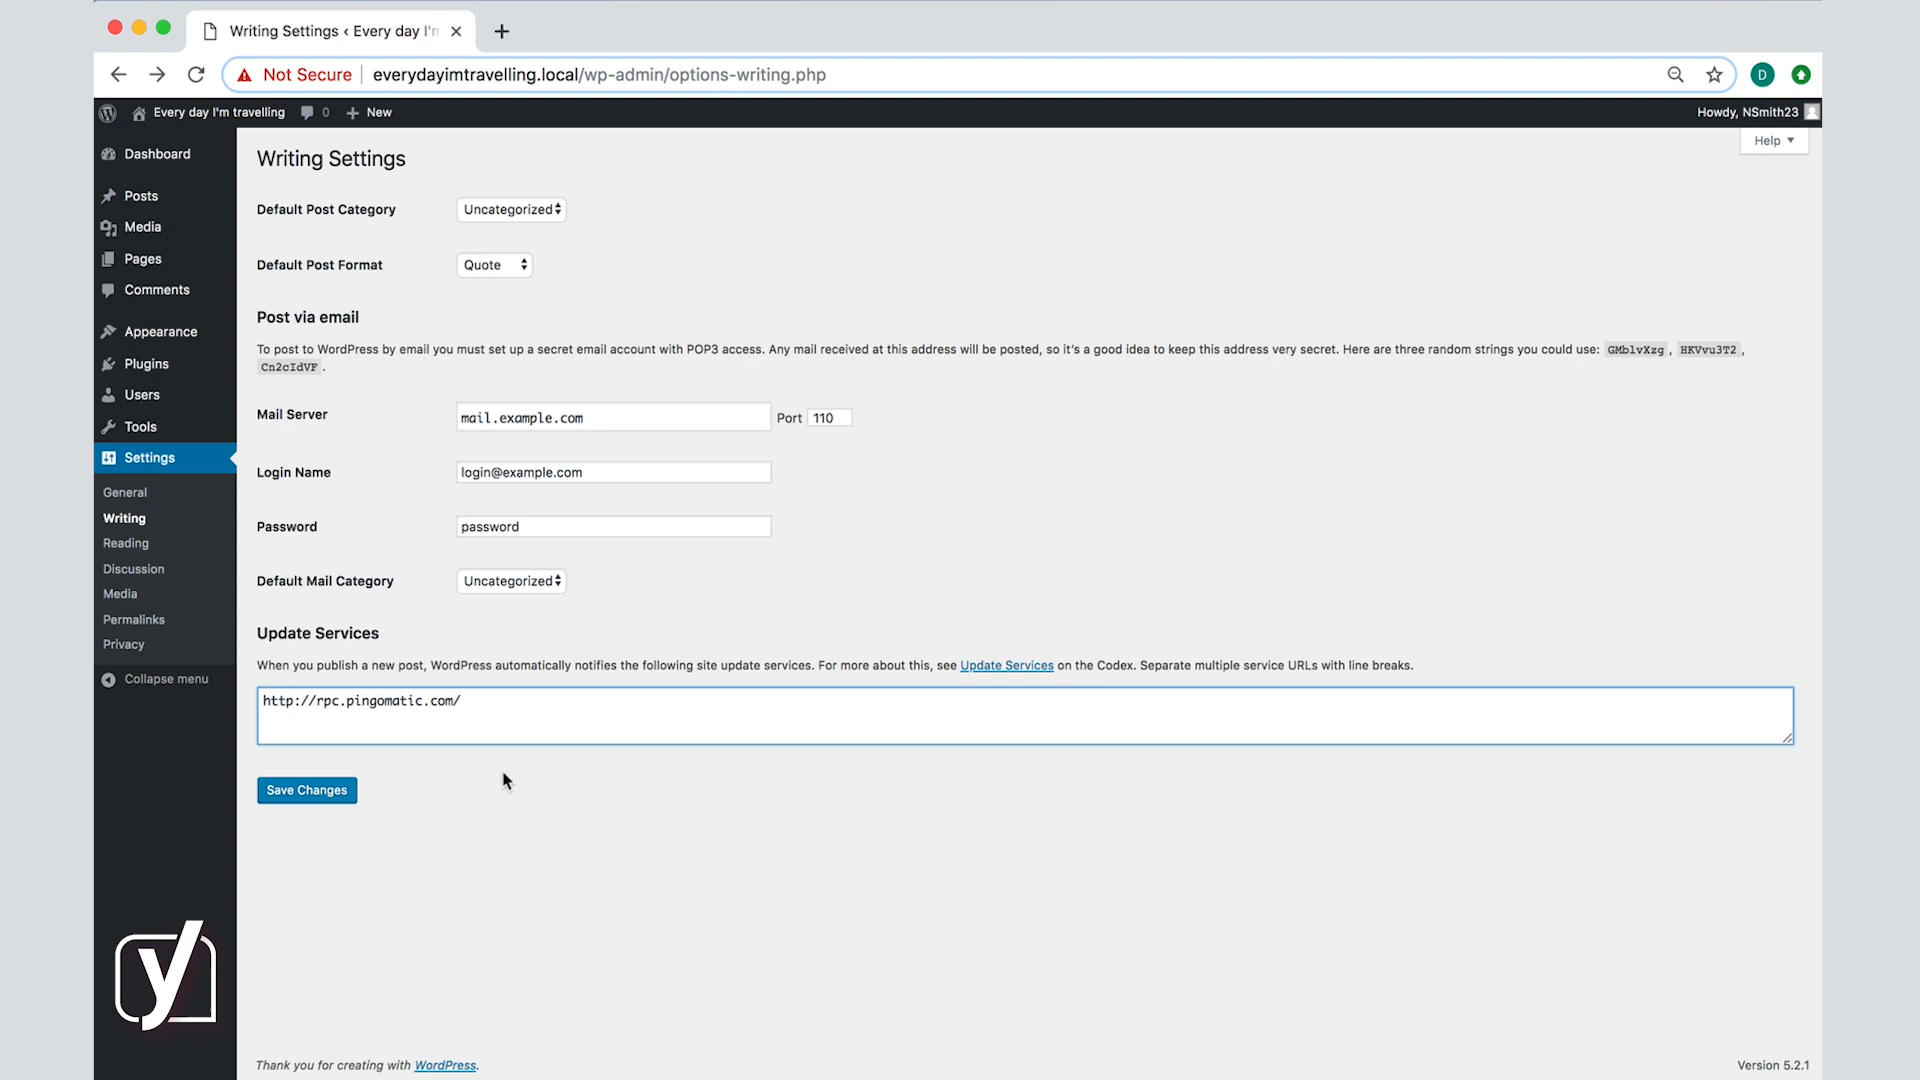 Writing Settings ‹ Every day I'm
Not Secure everydayimtravelling.local/wp-admin/options-writing.php
D
Every day I'm travelling 0 New
Howdy, NSmith23
Help
Dashboard
Posts
Media
Pages
Comments
Appearance
Plugins
Users
Tools
Settings
General
Writing
Reading
Discussion
Media
Permalinks
Privacy
Collapse menu
Writing Settings
Default Post Category Uncategorized
Default Post Format Quote
Post via email
To post to WordPress by email you must set up a secret email account with POP3 access. Any mail received at this address will be posted, so it's a good idea to keep this address very secret. Here are three random strings you could use: GMblvXzg , HKVvu3T2 ,
Cn2cIdVF .
Mail Server mail.example.com Port 110
Login Name login@example.com
Password password
Default Mail Category Uncategorized
Update Services
When you publish a new post, WordPress automatically notifies the following site update services. For more about this, see Update Services on the Codex. Separate multiple service URLs with line breaks.
http://rpc.pingomatic.com/
Save Changes
y
Thank you for creating with WordPress.
Version 5.2.1